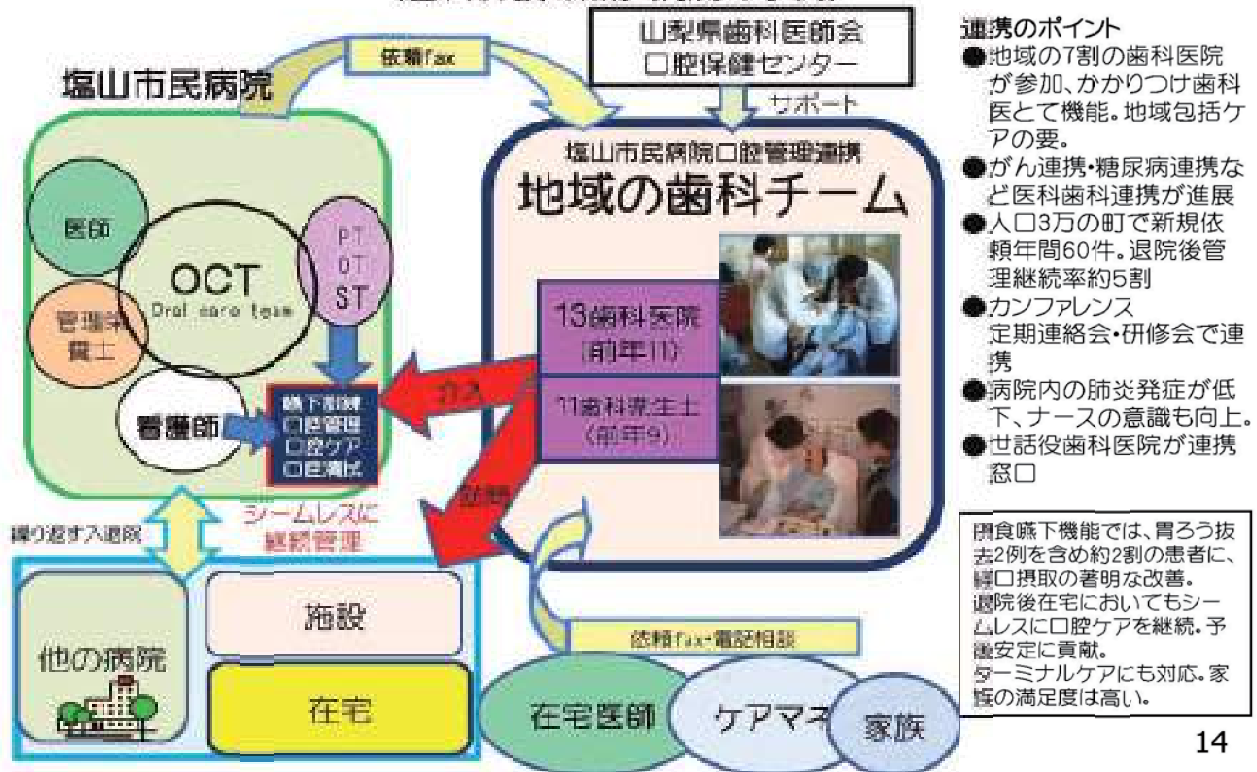 山梨県歯科医師会
口腔保健センター
依頼fax
サポート
塩山市民病院
医師
OCT
Oral care team
PT
OT
ST
管理栄
養士
看護師
嚥下訓練
口腔管理
口腔ケア
シームレスに
継続管理
塩山市民病院口腔管理連携
地域の歯科チーム
13歯科医院
(前年11)
11歯科衛生士
(前年9)
訪問
繰り返す入退院
他の病院
施設
在宅
依頼fax・電話相談
在宅医師
ケアマネ
家族
連携のポイント
●地域の7割の歯科医院
が参加、かかりつけ歯科
医とて機能。地域包括ケ
アの要。
●がん連携・糖尿病連携な
ど医科歯科連携が進展
●人口3万の町で新規依
頼年間60件。退院後管
理継続率約5割
●カンファレンス
定期連絡会・研修会で連
携
●病院内の肺炎発症が低
下、ナースの意識も向上。
●世話役歯科医院が連携
窓口
摂食嚥下機能では、胃ろう抜
去2例を含め約2割の患者に、
経口摂取の著明な改善。
退院後在宅においてもシー
ムレスに口腔ケアを継続・予
後安定に貢献。
ターミナルケアにも対応。家
族の満足度は高い。
14